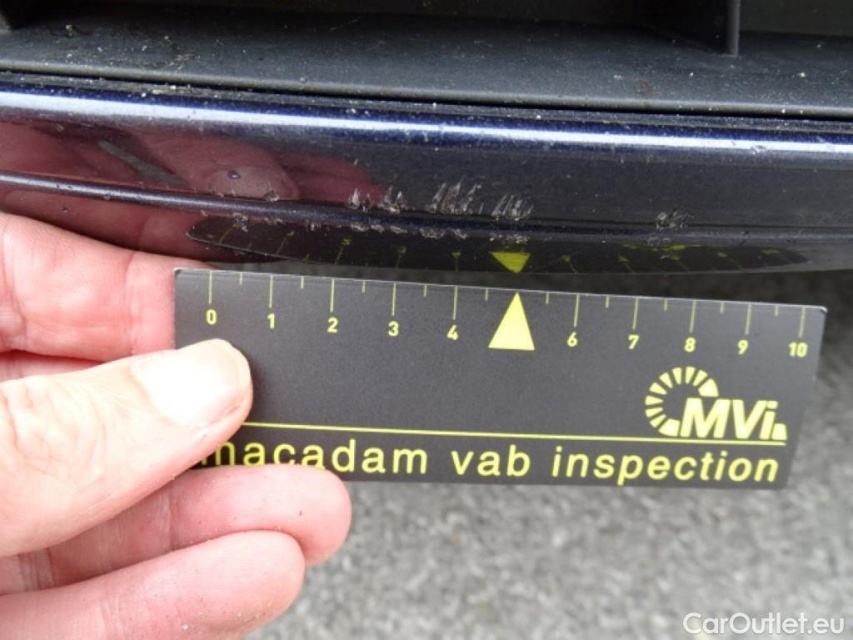 0 1 2 3 4 6 7 8 9 10
MVi
macadam vab inspection
CarOutlet.eu